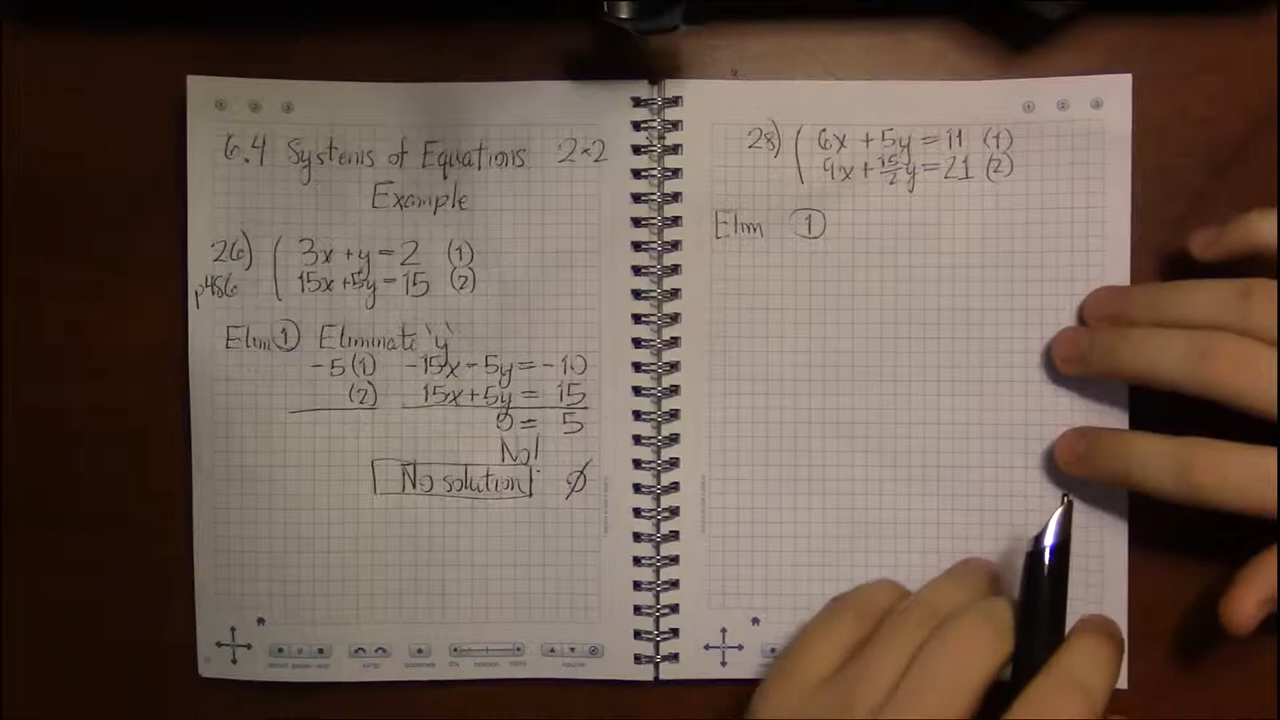 6.4 Systems of Equations 2×2
Example
26) { 3x + y = 2 (1)
p486 15x + 5y = 15 (2)
Elim ① Eliminate 'y'
-5(1) -15x - 5y = -10
(2) 15x + 5y = 15
0 = 5
No!
No solution ∅
28) { 6x + 5y = 11 (1)
9x + 15/2 y = 21 (2)
Elim ①